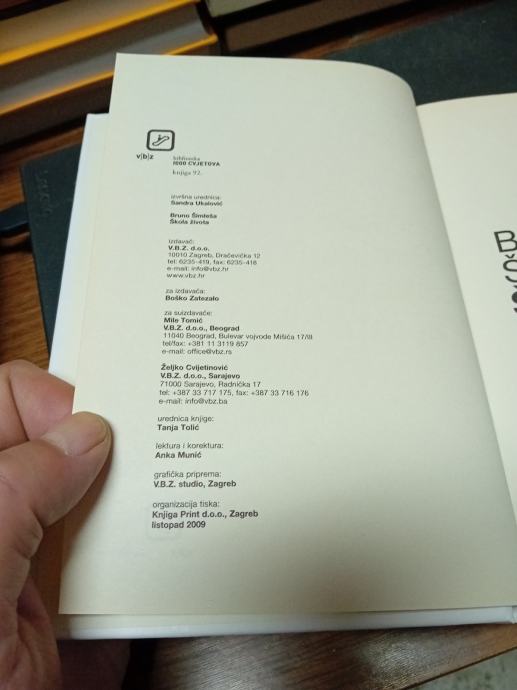 v|b|z
biblioteka
1000 CVJETOVA
knjiga 92.
izvršna urednica:
Sandra Ukalović
Bruno Šimleša
Škola života
izdavač:
V.B.Z. d.o.o.
10010 Zagreb, Dračevička 12
tel: 6235-419, fax: 6235-418
e-mail: info@vbz.hr
www.vbz.hr
za izdavača:
Boško Zatezalo
za suizdavače:
Mile Tomić
V.B.Z. d.o.o., Beograd
11040 Beograd, Bulevar vojvode Mišića 17/III
tel/fax: +381 11 3119 857
e-mail: office@vbz.rs
Željko Cvijetinović
V.B.Z. d.o.o., Sarajevo
71000 Sarajevo, Radnička 17
tel: +387 33 717 175, fax: +387 33 716 176
e-mail: info@vbz.ba
urednica knjige:
Tanja Tolić
lektura i korektura:
Anka Munić
grafička priprema:
V.B.Z. studio, Zagreb
organizacija tiska:
Knjiga Print d.o.o., Zagreb
listopad 2009
B
Š